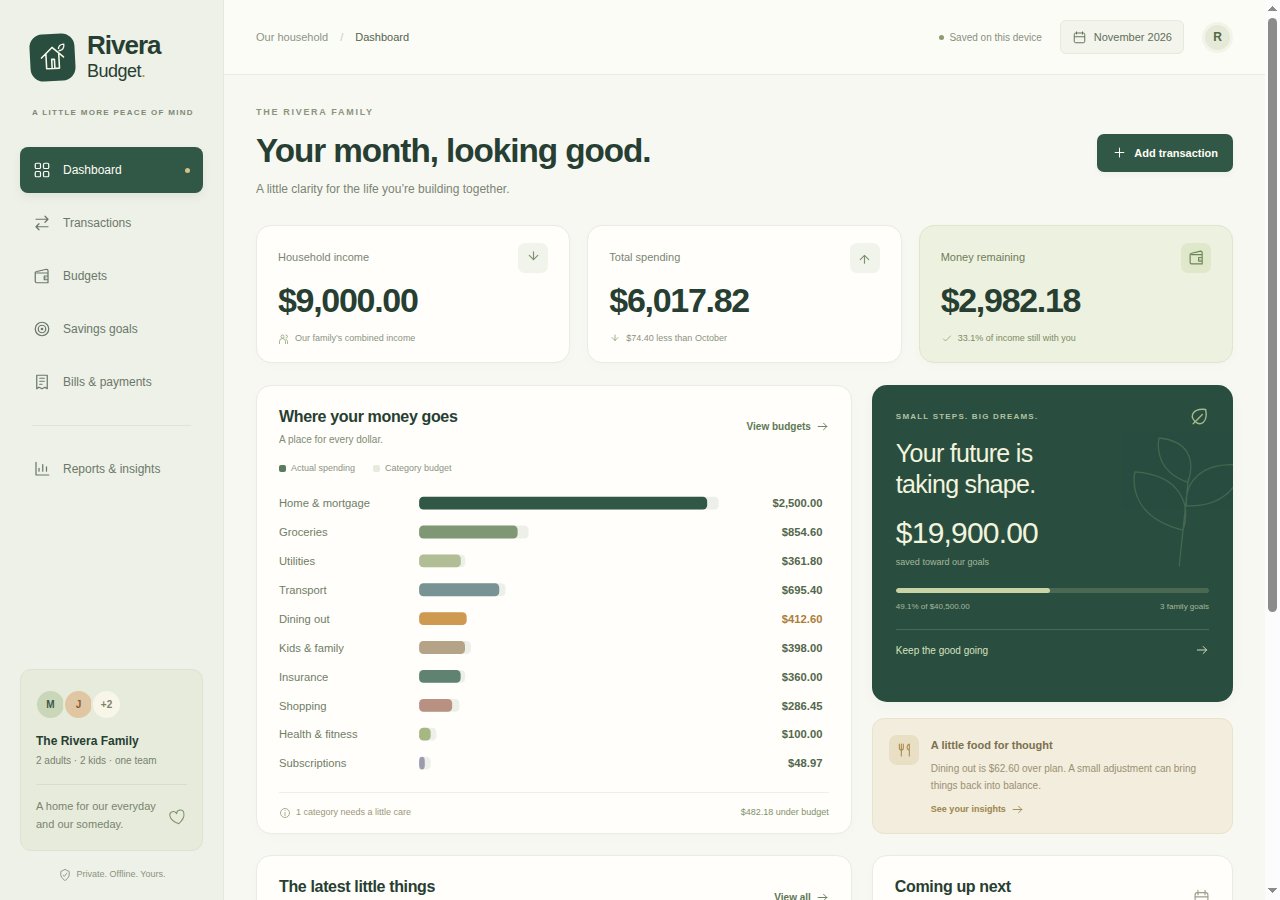 Rivera
Budget.
A LITTLE MORE PEACE OF MIND
Dashboard
Transactions
Budgets
Savings goals
Bills & payments
Reports & insights
M J +2
The Rivera Family
2 adults · 2 kids · one team
A home for our everyday
and our someday.
Private. Offline. Yours.
Our household / Dashboard
Saved on this device
November 2026
R
THE RIVERA FAMILY
Your month, looking good.
A little clarity for the life you're building together.
Add transaction
Household income
$9,000.00
Our family's combined income
Total spending
$6,017.82
$74.40 less than October
Money remaining
$2,982.18
33.1% of income still with you
Where your money goes
A place for every dollar.
View budgets
Actual spending Category budget
Home & mortgage $2,500.00
Groceries $854.60
Utilities $361.80
Transport $695.40
Dining out $412.60
Kids & family $398.00
Insurance $360.00
Shopping $286.45
Health & fitness $100.00
Subscriptions $48.97
1 category needs a little care $482.18 under budget
SMALL STEPS. BIG DREAMS.
Your future is
taking shape.
$19,900.00
saved toward our goals
49.1% of $40,500.00 3 family goals
Keep the good going
A little food for thought
Dining out is $62.60 over plan. A small adjustment can bring
things back into balance.
See your insights
The latest little things
View all
Coming up next